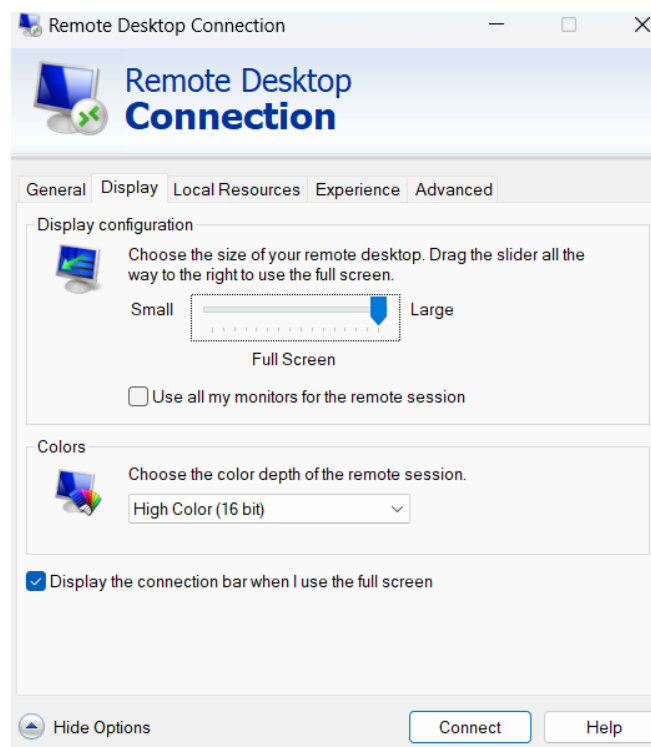 Remote Desktop Connection
Remote Desktop
Connection
General Display Local Resources Experience Advanced
Display configuration
Choose the size of your remote desktop. Drag the slider all the
way to the right to use the full screen.
Small Large
Full Screen
Use all my monitors for the remote session
Colors
Choose the color depth of the remote session.
High Color (16 bit)
Display the connection bar when I use the full screen
Hide Options Connect Help